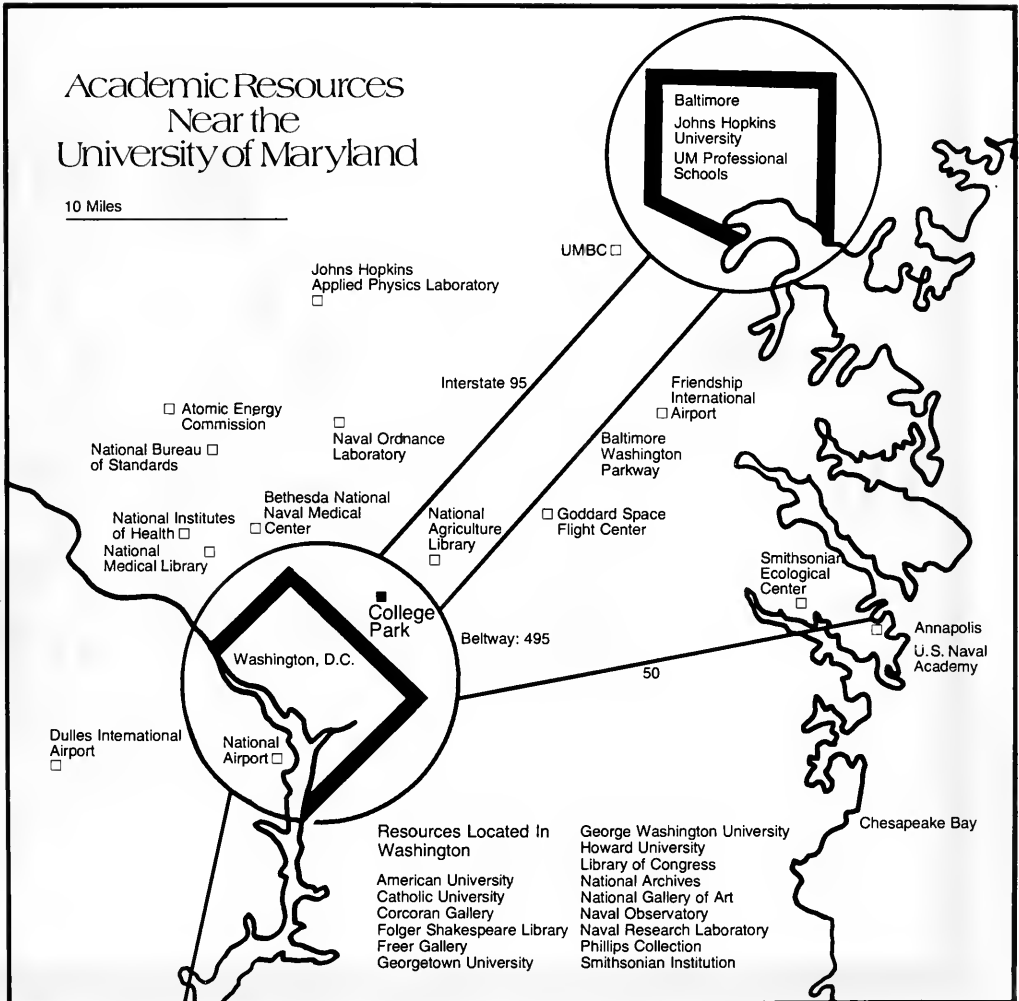 Academic Resources
Near the
University of Maryland
10 Miles
Baltimore
Johns Hopkins
University
UM Professional
Schools
UMBC
Johns Hopkins
Applied Physics Laboratory
Interstate 95
Friendship
International
Airport
Atomic Energy
Commission
Naval Ordnance
Laboratory
Baltimore
Washington
Parkway
National Bureau
of Standards
Bethesda National
Naval Medical
Center
National
Agriculture
Library
Goddard Space
Flight Center
National Institutes
of Health
National
Medical Library
Smithsonian
Ecological
Center
College
Park
Beltway: 495
Annapolis
U.S. Naval
Academy
Washington, D.C.
50
Dulles International
Airport
National
Airport
Chesapeake Bay
Resources Located In
Washington
American University
Catholic University
Corcoran Gallery
Folger Shakespeare Library
Freer Gallery
Georgetown University
George Washington University
Howard University
Library of Congress
National Archives
National Gallery of Art
Naval Observatory
Naval Research Laboratory
Phillips Collection
Smithsonian Institution